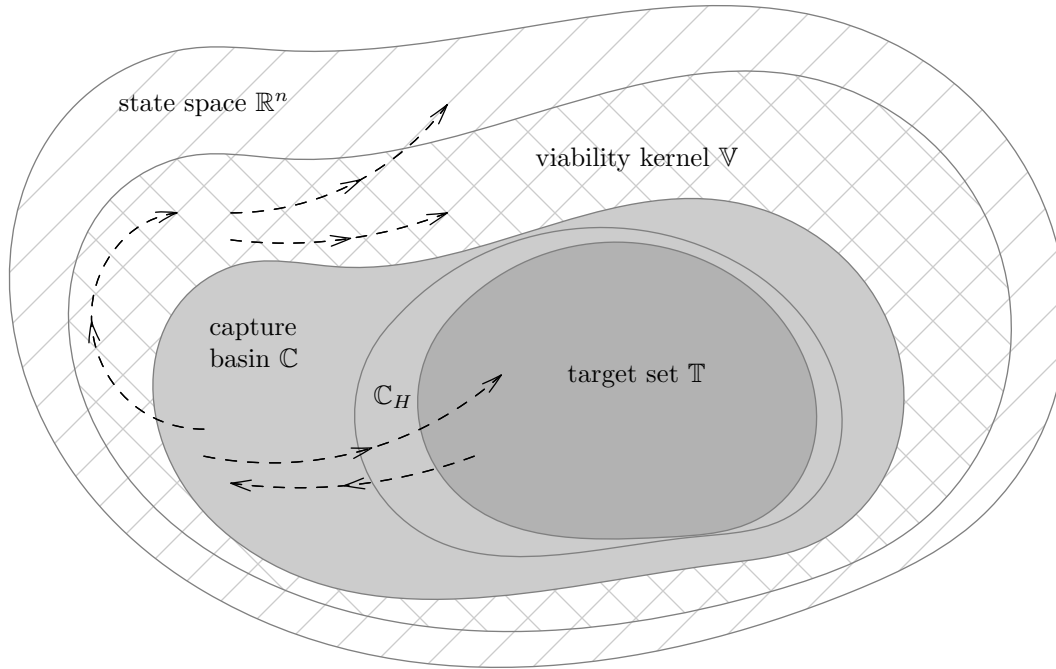 state space ℝⁿ
viability kernel 𝕍
capture
basin ℂ
ℂ_H
target set 𝕋